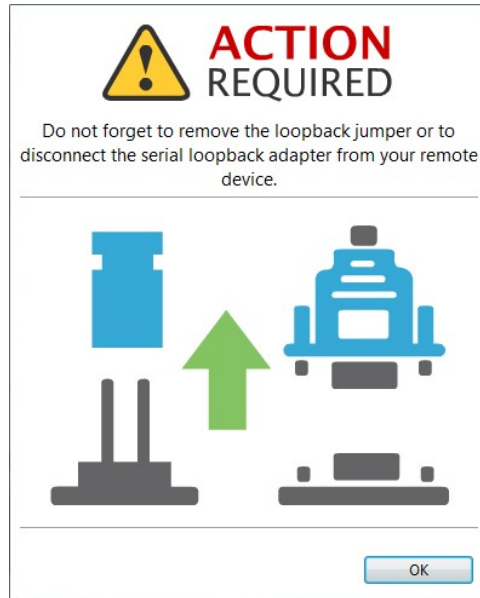 ACTION
REQUIRED
Do not forget to remove the loopback jumper or to
disconnect the serial loopback adapter from your remote
device.
OK